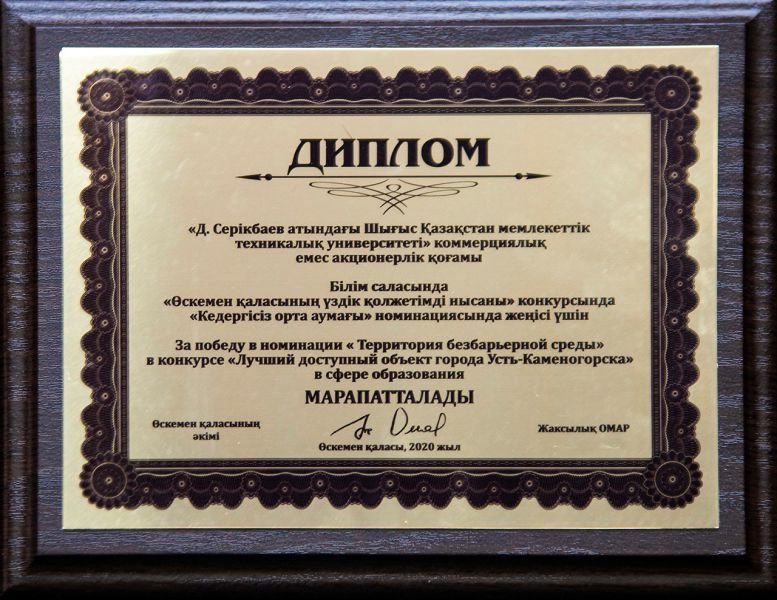 ДИПЛОМ
«Д. Серікбаев атындағы Шығыс Қазақстан мемлекеттік
техникалық университеті» коммерциялық
емес акционерлік қоғамы
Білім саласында
«Өскемен қаласының үздік қолжетімді нысаны» конкурсында
«Кедергісіз орта аумағы» номинациясында жеңісі үшін
За победу в номинации « Территория безбарьерной среды»
в конкурсе «Лучший доступный объект города Усть-Каменогорска»
в сфере образования
МАРАПАТТАЛАДЫ
Өскемен қаласының
әкімі
Жаксылық ОМАР
Өскемен қаласы, 2020 жыл